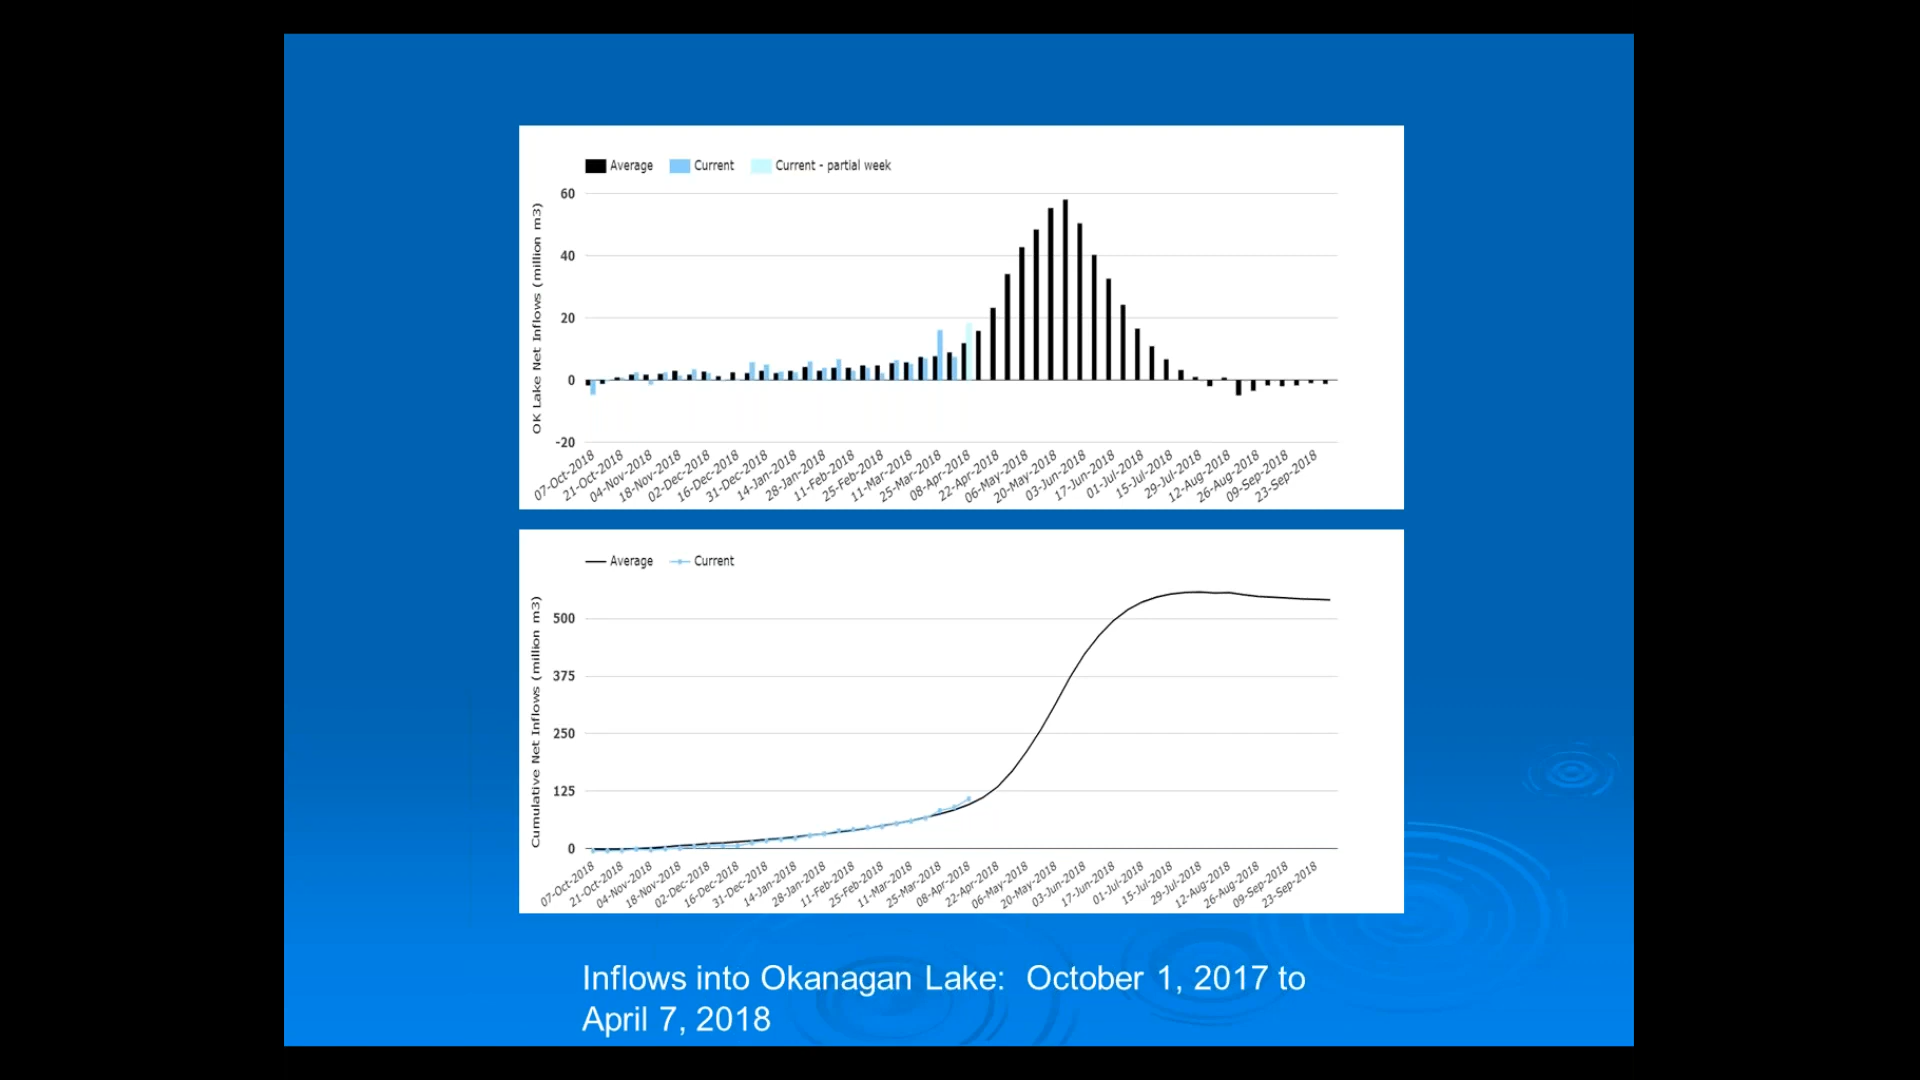 Average Current Current - partial week
OK Lake Net Inflows (million m3)
60
40
20
0
-20
07-Oct-2018
21-Oct-2018
04-Nov-2018
18-Nov-2018
02-Dec-2018
16-Dec-2018
31-Dec-2018
14-Jan-2018
28-Jan-2018
11-Feb-2018
25-Feb-2018
11-Mar-2018
25-Mar-2018
08-Apr-2018
22-Apr-2018
06-May-2018
20-May-2018
03-Jun-2018
17-Jun-2018
01-Jul-2018
15-Jul-2018
29-Jul-2018
12-Aug-2018
26-Aug-2018
09-Sep-2018
23-Sep-2018
Average Current
Cumulative Net Inflows (million m3)
500
375
250
125
0
07-Oct-2018
21-Oct-2018
04-Nov-2018
18-Nov-2018
02-Dec-2018
16-Dec-2018
31-Dec-2018
14-Jan-2018
28-Jan-2018
11-Feb-2018
25-Feb-2018
11-Mar-2018
25-Mar-2018
08-Apr-2018
22-Apr-2018
06-May-2018
20-May-2018
03-Jun-2018
17-Jun-2018
01-Jul-2018
15-Jul-2018
29-Jul-2018
12-Aug-2018
26-Aug-2018
09-Sep-2018
23-Sep-2018
Inflows into Okanagan Lake: October 1, 2017 to
April 7, 2018